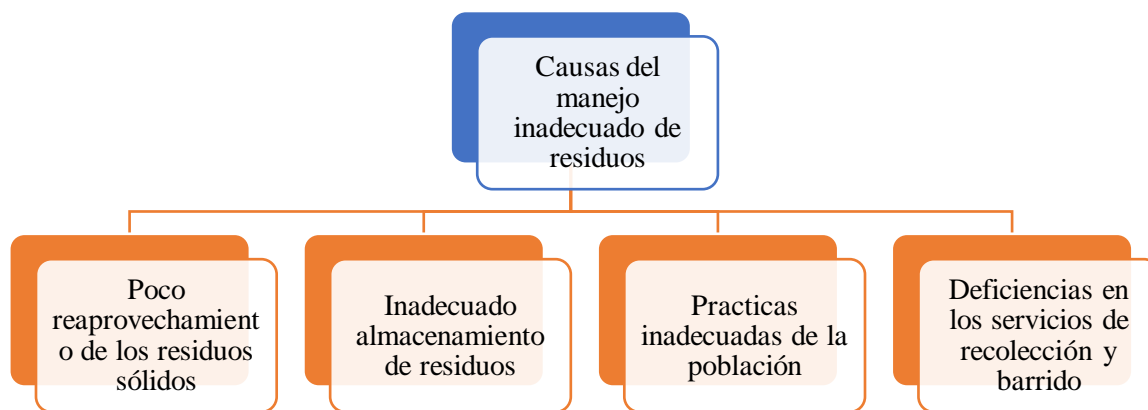 Causas del
manejo
inadecuado de
residuos
Poco
reaprovechamient
o de los residuos
sólidos
Inadecuado
almacenamiento
de residuos
Practicas
inadecuadas de la
población
Deficiencias en
los servicios de
recolección y
barrido